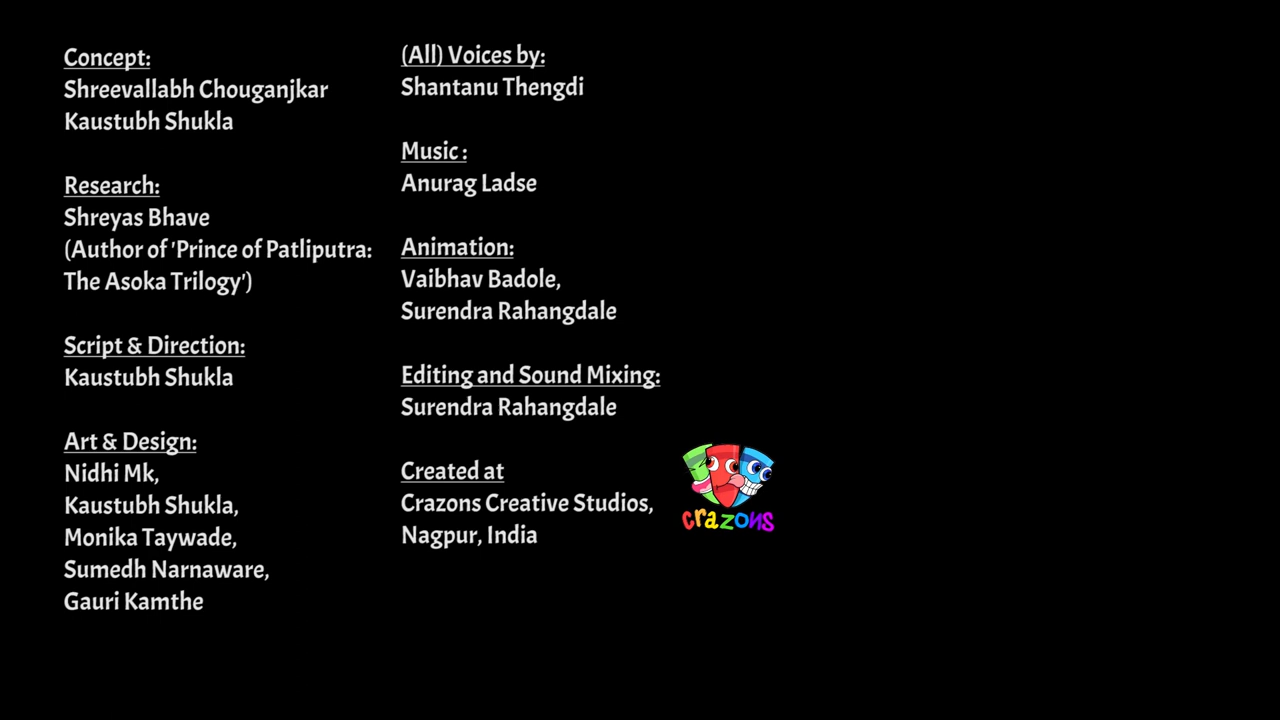 Concept:
Shreevallabh Chouganjkar
Kaustubh Shukla
Research:
Shreyas Bhave
(Author of 'Prince of Patliputra:
The Asoka Trilogy')
Script & Direction:
Kaustubh Shukla
Art & Design:
Nidhi Mk,
Kaustubh Shukla,
Monika Taywade,
Sumedh Narnaware,
Gauri Kamthe
(All) Voices by:
Shantanu Thengdi
Music :
Anurag Ladse
Animation:
Vaibhav Badole,
Surendra Rahangdale
Editing and Sound Mixing:
Surendra Rahangdale
Created at
Crazons Creative Studios,
Nagpur, India
crazons